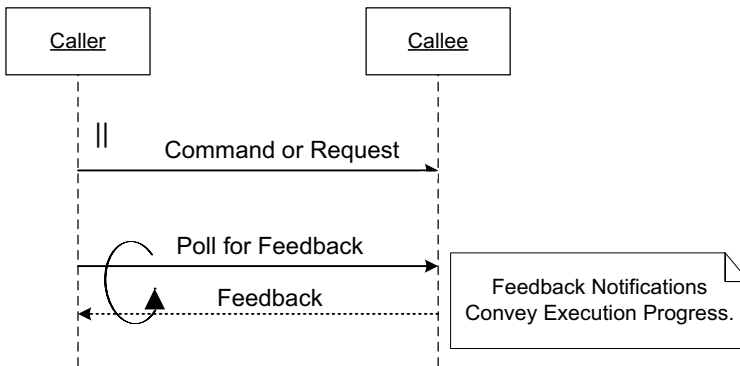 Caller
Callee
||
Command or Request
Poll for Feedback
Feedback
Feedback Notifications
Convey Execution Progress.